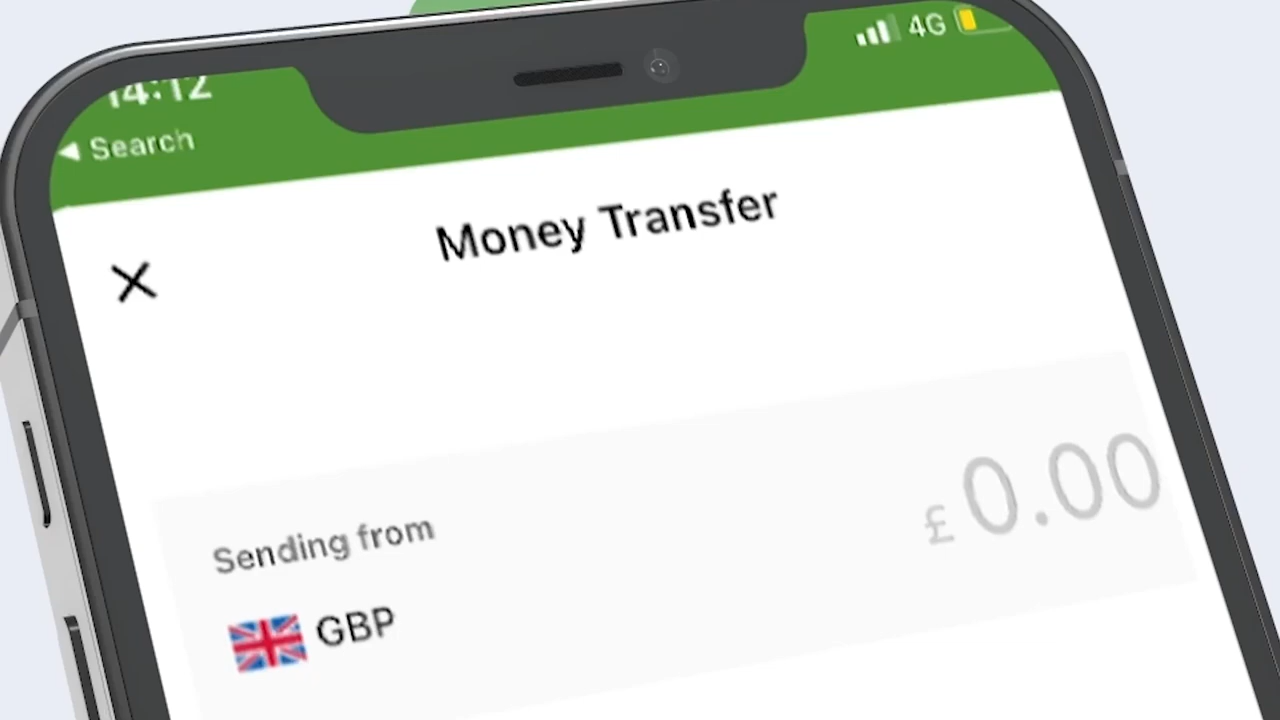 14:12
4G
◀ Search
Money Transfer
Sending from
£ 0.00
GBP